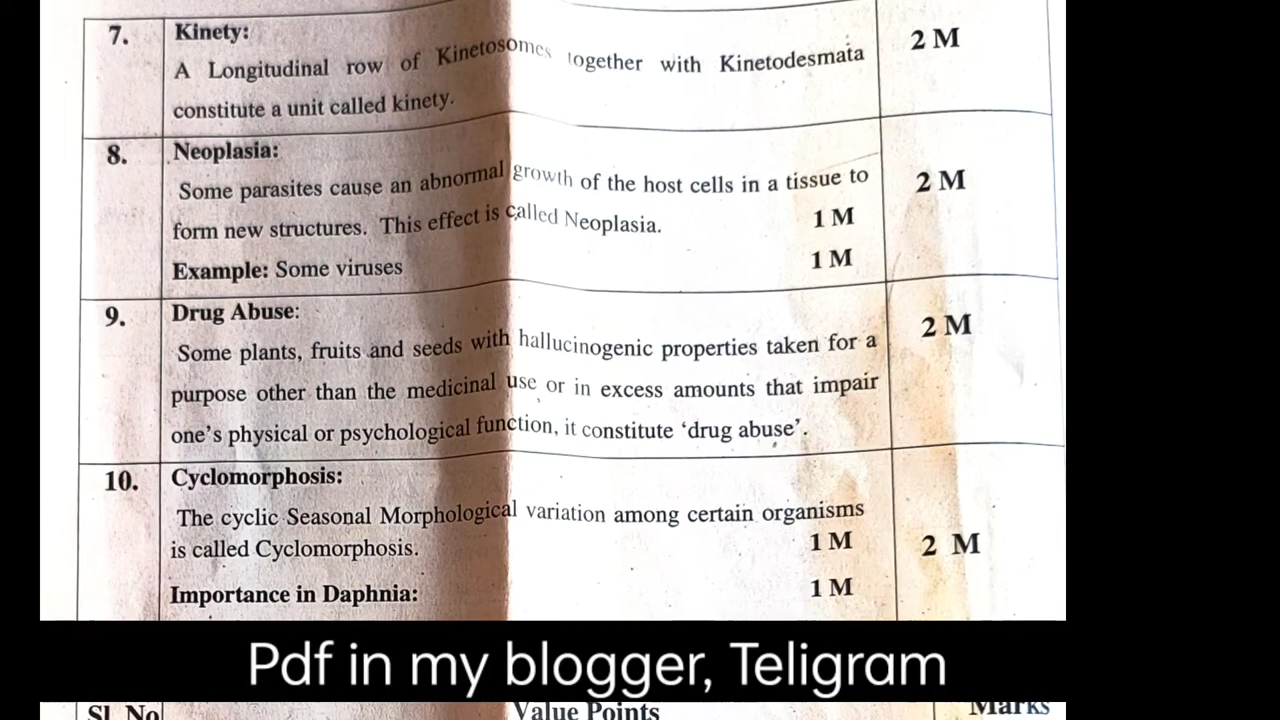 7. Kinety: 2 M
A Longitudinal row of Kinetosomes together with Kinetodesmata
constitute a unit called kinety.
8. Neoplasia:
Some parasites cause an abnormal growth of the host cells in a tissue to 2 M
form new structures. This effect is called Neoplasia. 1 M
Example: Some viruses 1 M
9. Drug Abuse: 2 M
Some plants, fruits and seeds with hallucinogenic properties taken for a
purpose other than the medicinal use or in excess amounts that impair
one's physical or psychological function, it constitute 'drug abuse'.
10. Cyclomorphosis:
The cyclic Seasonal Morphological variation among certain organisms
is called Cyclomorphosis. 1 M 2 M
Importance in Daphnia: 1 M
Pdf in my blogger, Teligram
Sl. No Value Points Marks